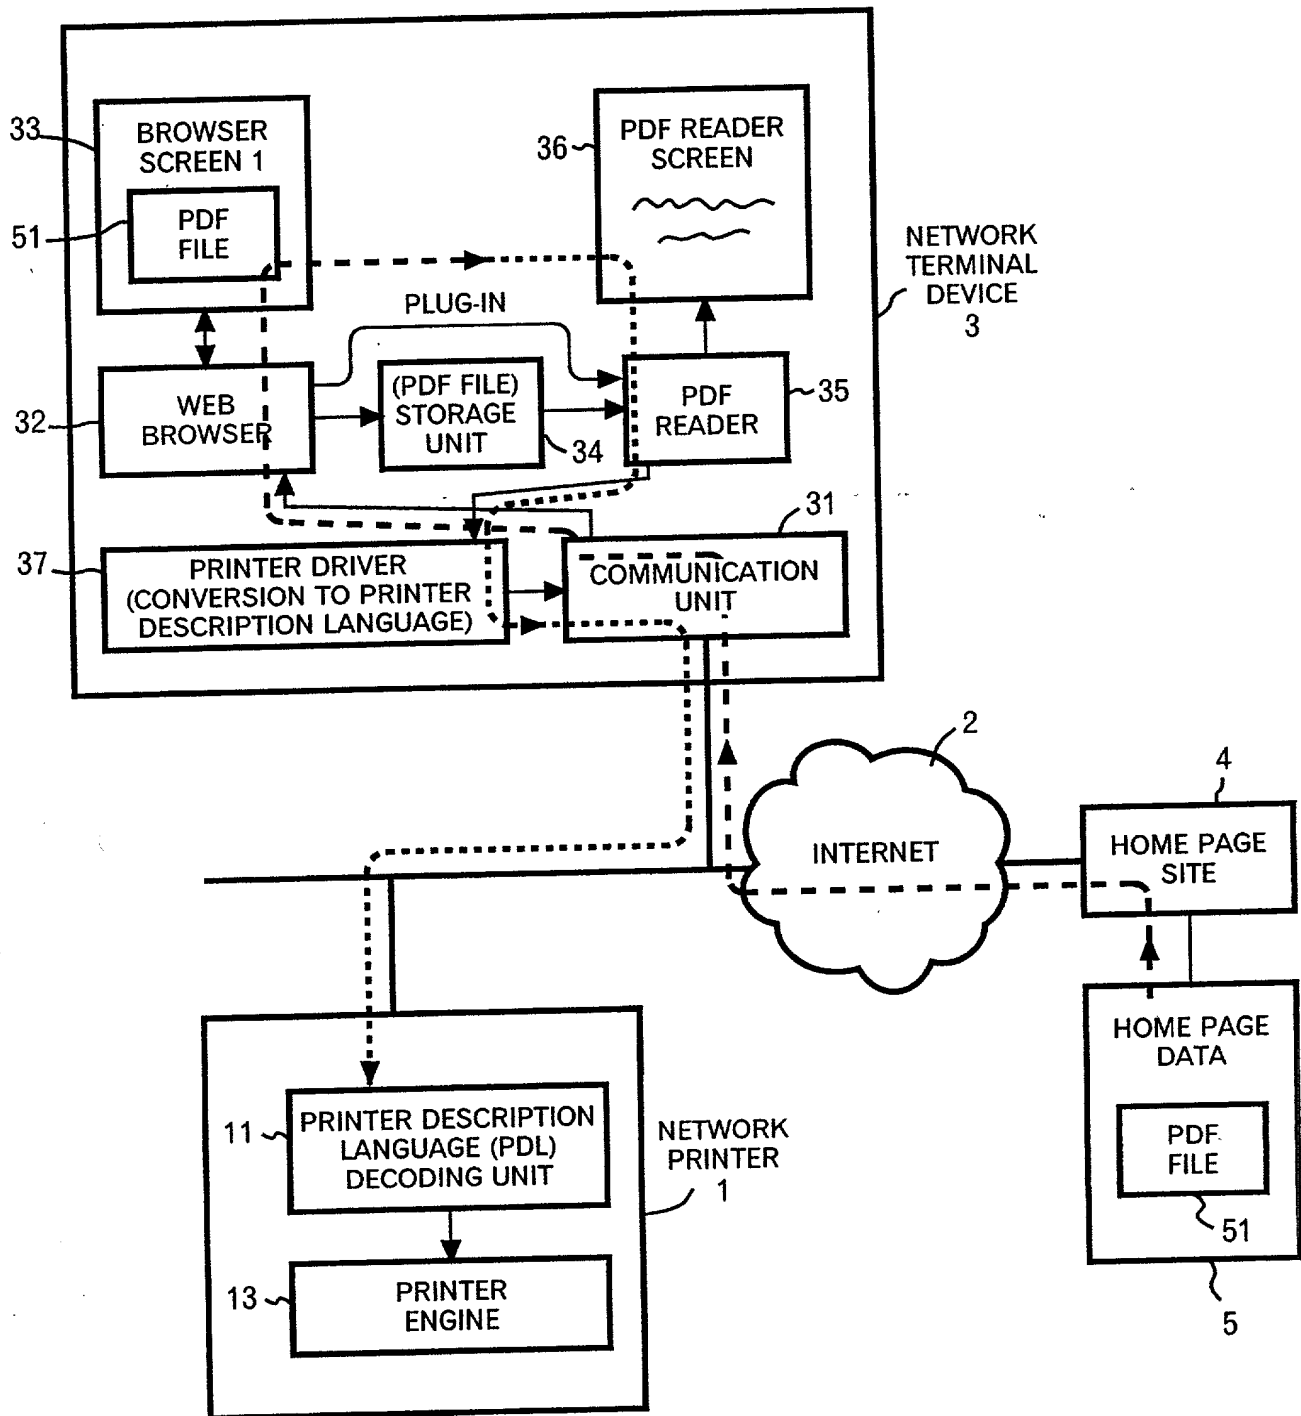 33
BROWSER
SCREEN 1
51
PDF
FILE
36
PDF READER
SCREEN
NETWORK
TERMINAL
DEVICE
3
PLUG-IN
32
WEB
BROWSER
(PDF FILE)
STORAGE
UNIT
34
PDF
READER
35
31
37
PRINTER DRIVER
(CONVERSION TO PRINTER
DESCRIPTION LANGUAGE)
COMMUNICATION
UNIT
2
INTERNET
4
HOME PAGE
SITE
HOME PAGE
DATA
PDF
FILE
51
5
11
PRINTER DESCRIPTION
LANGUAGE (PDL)
DECODING UNIT
NETWORK
PRINTER
1
13
PRINTER
ENGINE